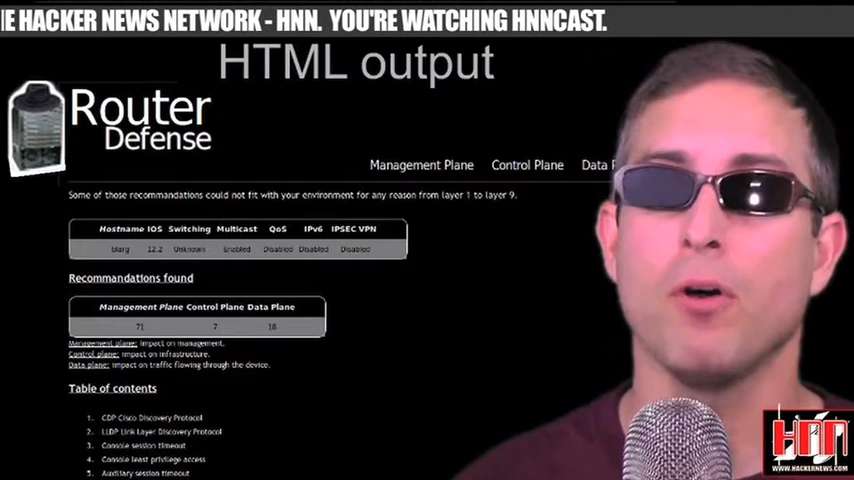 E HACKER NEWS NETWORK - HNN. YOU'RE WATCHING HNNCAST.
HTML output
Router
Defense
Management Plane Control Plane Data P
Some of those recommandations could not fit with your environment for any reason from layer 1 to layer 9.
Hostname IOS Switching Multicast QoS IPv6 IPSEC VPN
blarg 12.2 Unknown Enabled Disabled Disabled Disabled
Recommandations found
Management Plane Control Plane Data Plane
71 7 18
Management plane: impact on management.
Control plane: impact on infrastructure.
Data plane: impact on traffic flowing through the device.
Table of contents
1. CDP Cisco Discovery Protocol
2. LLDP Link Layer Discovery Protocol
3. Console session timeout
4. Console least privilege access
5. Auxiliary session timeout
HNN
WWW.HACKERNEWS.COM